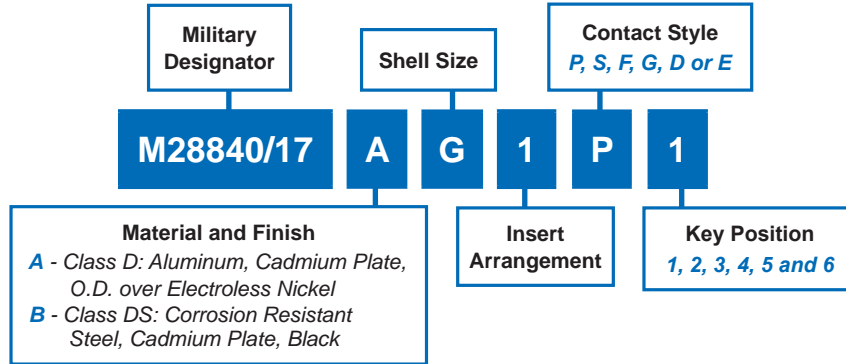 Military
Designator
Shell Size
Contact Style
P, S, F, G, D or E
M28840/17 A G 1 P 1
Material and Finish
A - Class D: Aluminum, Cadmium Plate,
O.D. over Electroless Nickel
B - Class DS: Corrosion Resistant
Steel, Cadmium Plate, Black
Insert
Arrangement
Key Position
1, 2, 3, 4, 5 and 6